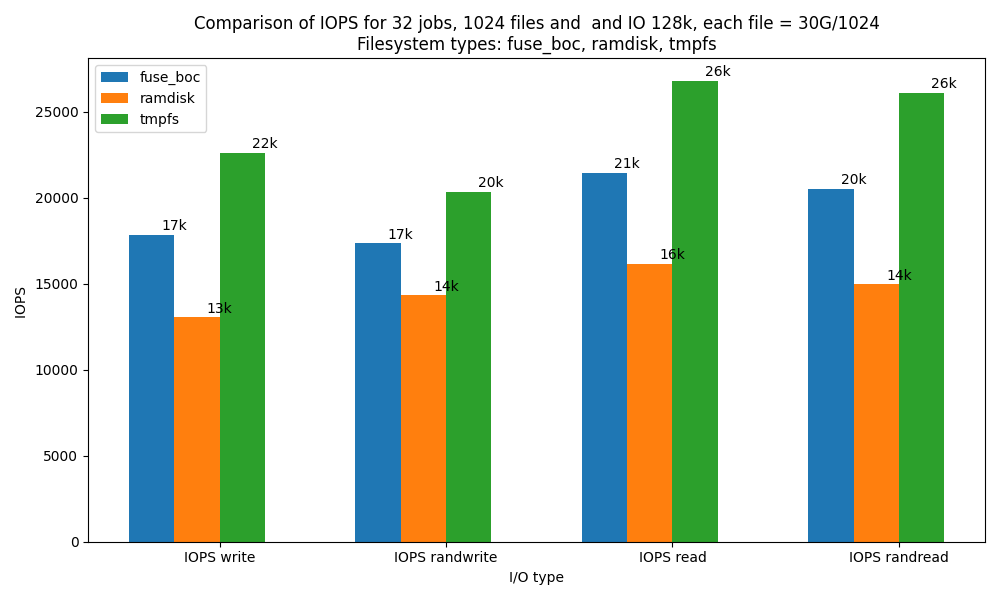 Comparison of IOPS for 32 jobs, 1024 files and  and IO 128k, each file = 30G/1024
Filesystem types: fuse_boc, ramdisk, tmpfs
fuse_boc
ramdisk
tmpfs
IOPS
25000
20000
15000
10000
5000
0
17k
13k
22k
17k
14k
20k
21k
16k
26k
20k
14k
26k
IOPS write
IOPS randwrite
IOPS read
IOPS randread
I/O type